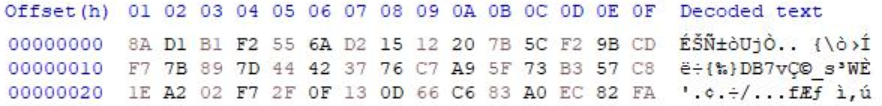 Offset(h) 01 02 03 04 05 06 07 08 09 0A 0B 0C 0D 0E 0F Decoded text
00000000 8A D1 B1 F2 55 6A D2 15 12 20 7B 5C F2 9B CD ÉŠÑ±òUjÒ.. {\ò›Í
00000010 F7 7B 89 7D 44 42 37 76 C7 A9 5F 73 B3 57 C8 ë÷{‰}DB7vÇ©_s³WÈ
00000020 1E A2 02 F7 2F 0F 13 0D 66 C6 83 A0 EC 82 FA '.¢.÷/...fÆƒ ì‚ú